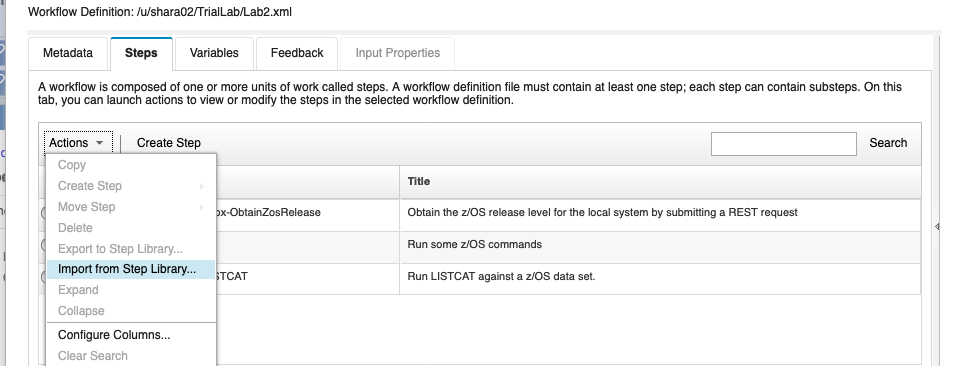 Workflow Definition: /u/shara02/TrialLab/Lab2.xml
Metadata Steps Variables Feedback Input Properties
A workflow is composed of one or more units of work called steps. A workflow definition file must contain at least one step; each step can contain substeps. On this
tab, you can launch actions to view or modify the steps in the selected workflow definition.
Actions Create Step Search
Copy
Create Step
Title
Move Step
ox-ObtainZosRelease Obtain the z/OS release level for the local system by submitting a REST request
Delete
Export to Step Library... Run some z/OS commands
Import from Step Library...
STCAT Run LISTCAT against a z/OS data set.
Expand
Collapse
Configure Columns...
Clear Search